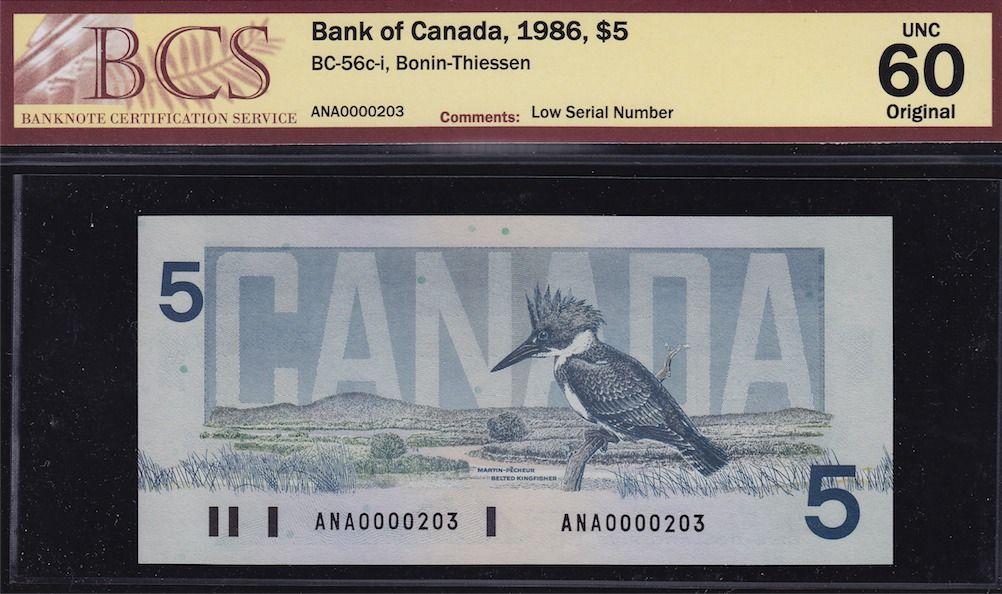 BCS
BANKNOTE CERTIFICATION SERVICE
Bank of Canada, 1986, $5
BC-56c-i, Bonin-Thiessen
ANA0000203 Comments: Low Serial Number
UNC
60
Original
5
CANADA
MARTIN-PÊCHEUR
BELTED KINGFISHER
5
ANA0000203 ANA0000203